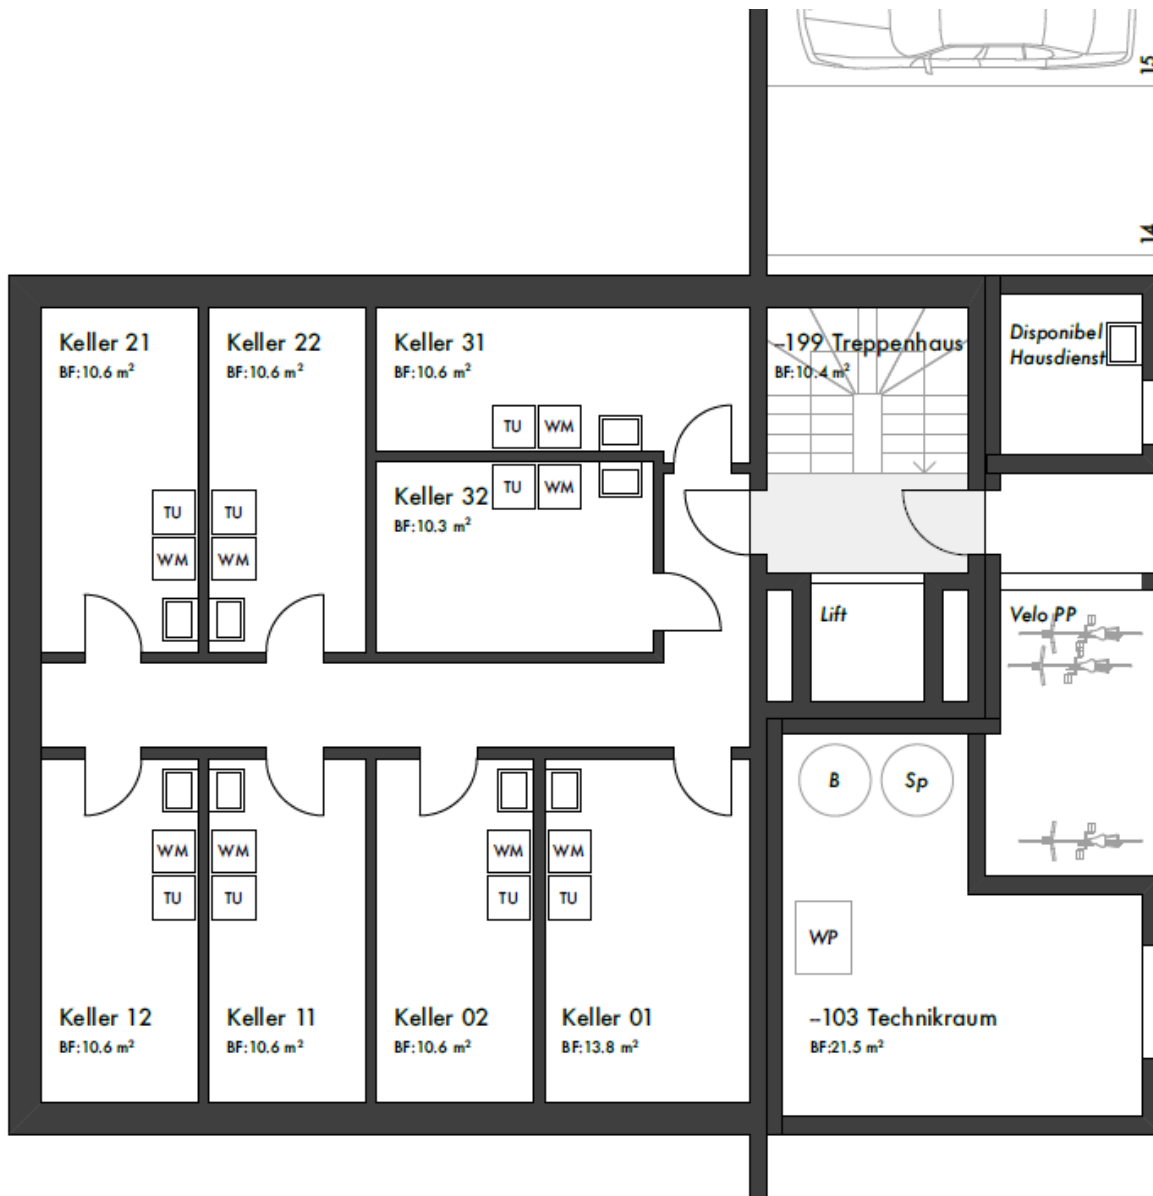 15
14
Keller 21
BF:10.6 m²
Keller 22
BF:10.6 m²
Keller 31
BF:10.6 m²
–199 Treppenhaus
BF:10.4 m²
Disponibel
Hausdienst
TU
WM
Keller 32
BF:10.3 m²
TU
WM
TU
WM
TU
WM
Lift
Velo PP
B
Sp
WM
TU
WM
TU
WM
TU
WM
TU
WP
Keller 12
BF:10.6 m²
Keller 11
BF:10.6 m²
Keller 02
BF:10.6 m²
Keller 01
BF:13.8 m²
–103 Technikraum
BF:21.5 m²